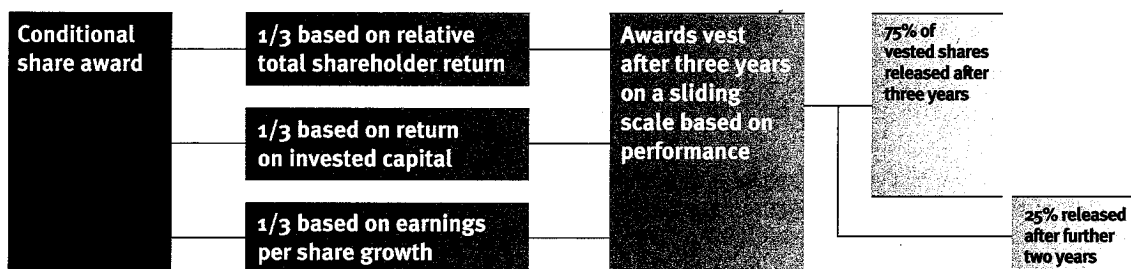 Conditional
share award
1/3 based on relative
total shareholder return
1/3 based on return
on invested capital
1/3 based on earnings
per share growth
Awards vest
after three years
on a sliding
scale based on
performance
75% of
vested shares
released after
three years
25% released
after further
two years